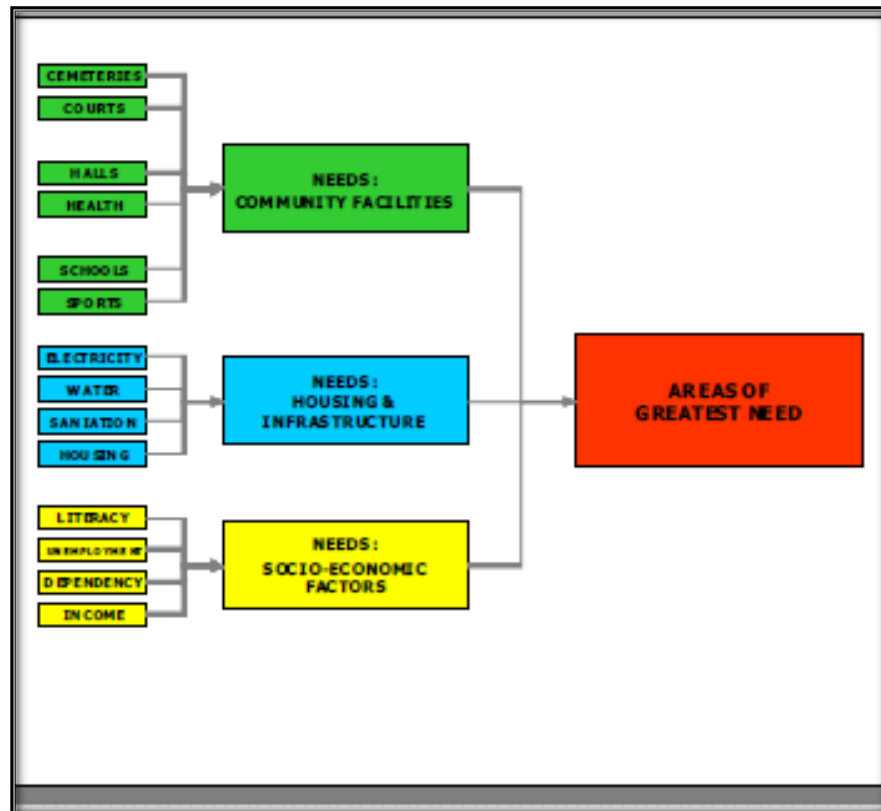 CEMETERIES
COURTS
HALLS
HEALTH
SCHOOLS
SPORTS
NEEDS:
COMMUNITY FACILITIES
ELECTRICITY
WATER
SANIATION
HOUSING
NEEDS:
HOUSING &
INFRASTRUCTURE
LITERACY
UNEMPLOYMENT
DEPENDENCY
INCOME
NEEDS:
SOCIO-ECONOMIC
FACTORS
AREAS OF
GREATEST NEED